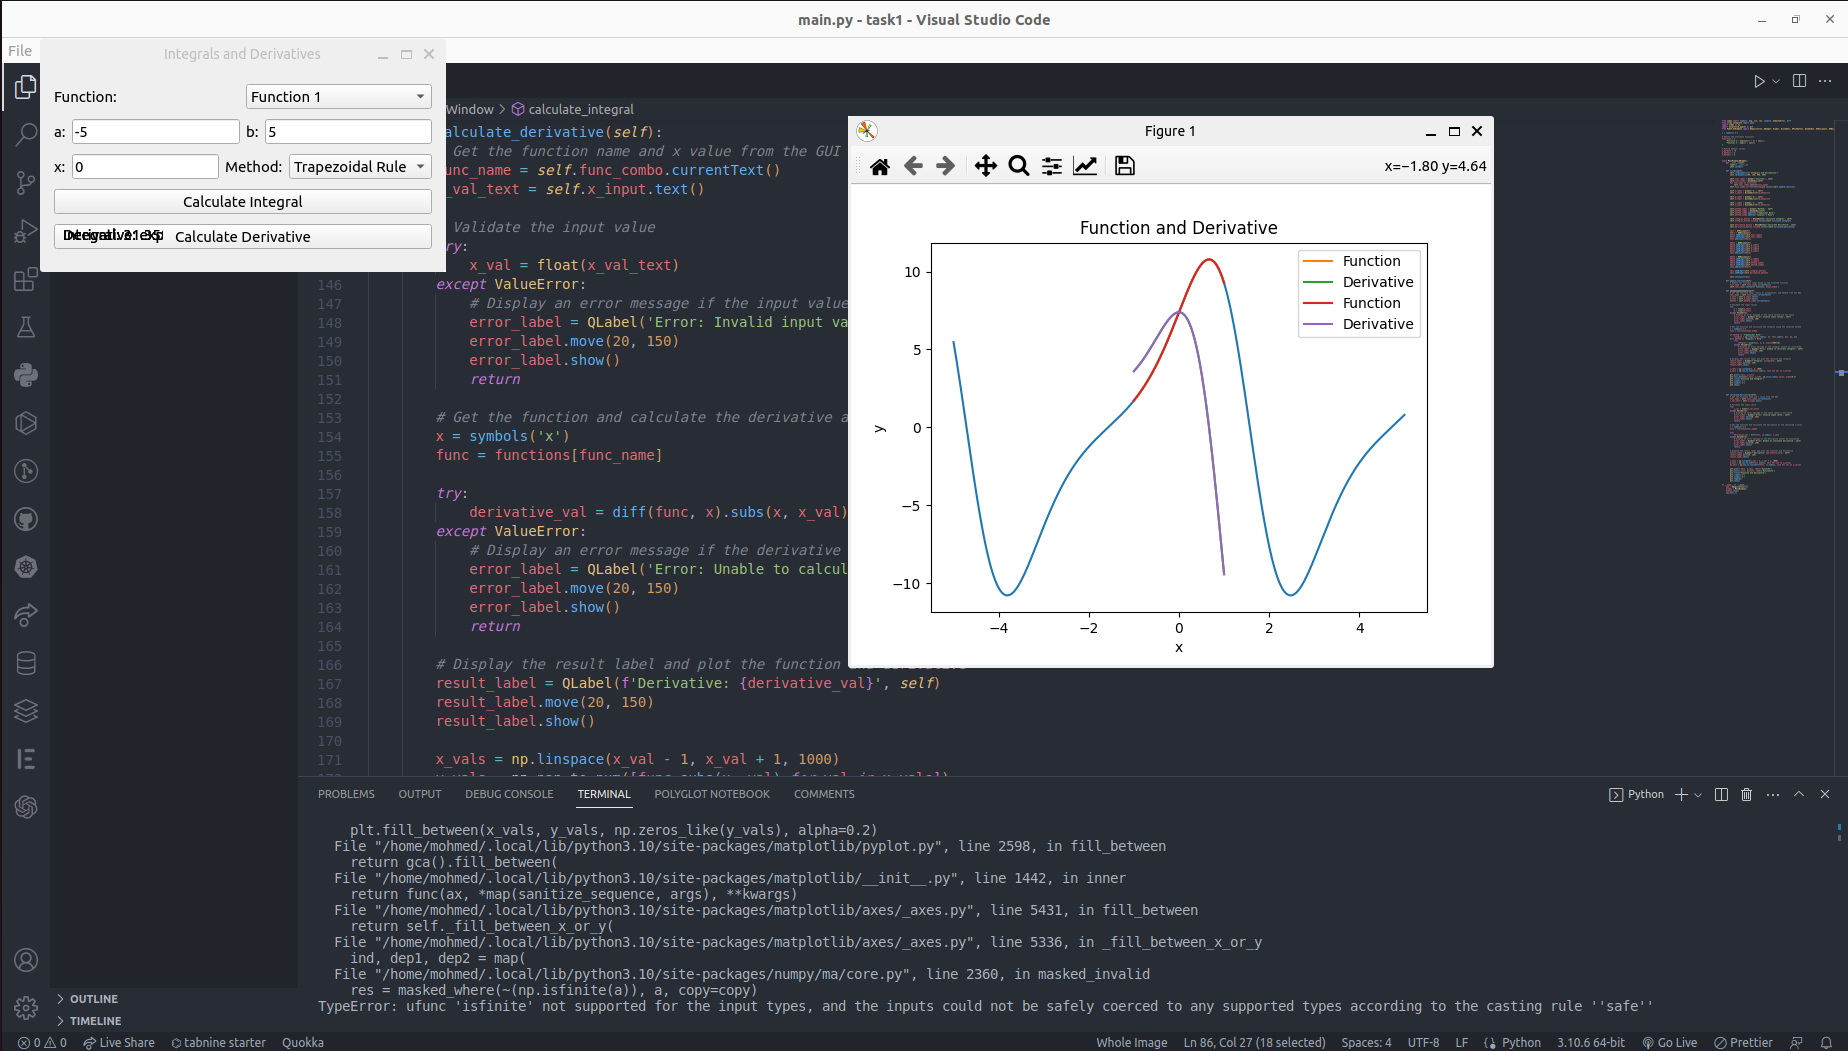 main.py - task1 - Visual Studio Code
File
Integrals and Derivatives
Function: Function 1
a: -5 b: 5
x: 0 Method: Trapezoidal Rule
Calculate Integral
Calculate Derivative
Window > calculate_integral
alculate_derivative(self):
Get the function name and x value from the GUI
unc_name = self.func_combo.currentText()
_val_text = self.x_input.text()
Validate the input value
ry:
x_val = float(x_val_text)
146 except ValueError:
147 # Display an error message if the input value
148 error_label = QLabel('Error: Invalid input va
149 error_label.move(20, 150)
150 error_label.show()
151 return
152
153 # Get the function and calculate the derivative a
154 x = symbols('x')
155 func = functions[func_name]
156
157 try:
158 derivative_val = diff(func, x).subs(x, x_val)
159 except ValueError:
160 # Display an error message if the derivative
161 error_label = QLabel('Error: Unable to calcul
162 error_label.move(20, 150)
163 error_label.show()
164 return
165
166 # Display the result label and plot the function
167 result_label = QLabel(f'Derivative: {derivative_val}', self)
168 result_label.move(20, 150)
169 result_label.show()
170
171 x_vals = np.linspace(x_val - 1, x_val + 1, 1000)
Figure 1
x=−1.80 y=4.64
Function and Derivative
Function
Derivative
Function
Derivative
10
5
0
−5
−10
y
−4 −2 0 2 4
x
PROBLEMS OUTPUT DEBUG CONSOLE TERMINAL POLYGLOT NOTEBOOK COMMENTS
Python
plt.fill_between(x_vals, y_vals, np.zeros_like(y_vals), alpha=0.2)
File "/home/mohmed/.local/lib/python3.10/site-packages/matplotlib/pyplot.py", line 2598, in fill_between
return gca().fill_between(
File "/home/mohmed/.local/lib/python3.10/site-packages/matplotlib/__init__.py", line 1442, in inner
return func(ax, *map(sanitize_sequence, args), **kwargs)
File "/home/mohmed/.local/lib/python3.10/site-packages/matplotlib/axes/_axes.py", line 5431, in fill_between
return self._fill_between_x_or_y(
File "/home/mohmed/.local/lib/python3.10/site-packages/matplotlib/axes/_axes.py", line 5336, in _fill_between_x_or_y
ind, dep1, dep2 = map(
File "/home/mohmed/.local/lib/python3.10/site-packages/numpy/ma/core.py", line 2360, in masked_invalid
res = masked_where(~(np.isfinite(a)), a, copy=copy)
TypeError: ufunc 'isfinite' not supported for the input types, and the inputs could not be safely coerced to any supported types according to the casting rule ''safe''
OUTLINE
TIMELINE
0 0 Live Share tabnine starter Quokka
Whole Image Ln 86, Col 27 (18 selected) Spaces: 4 UTF-8 LF Python 3.10.6 64-bit Go Live Prettier